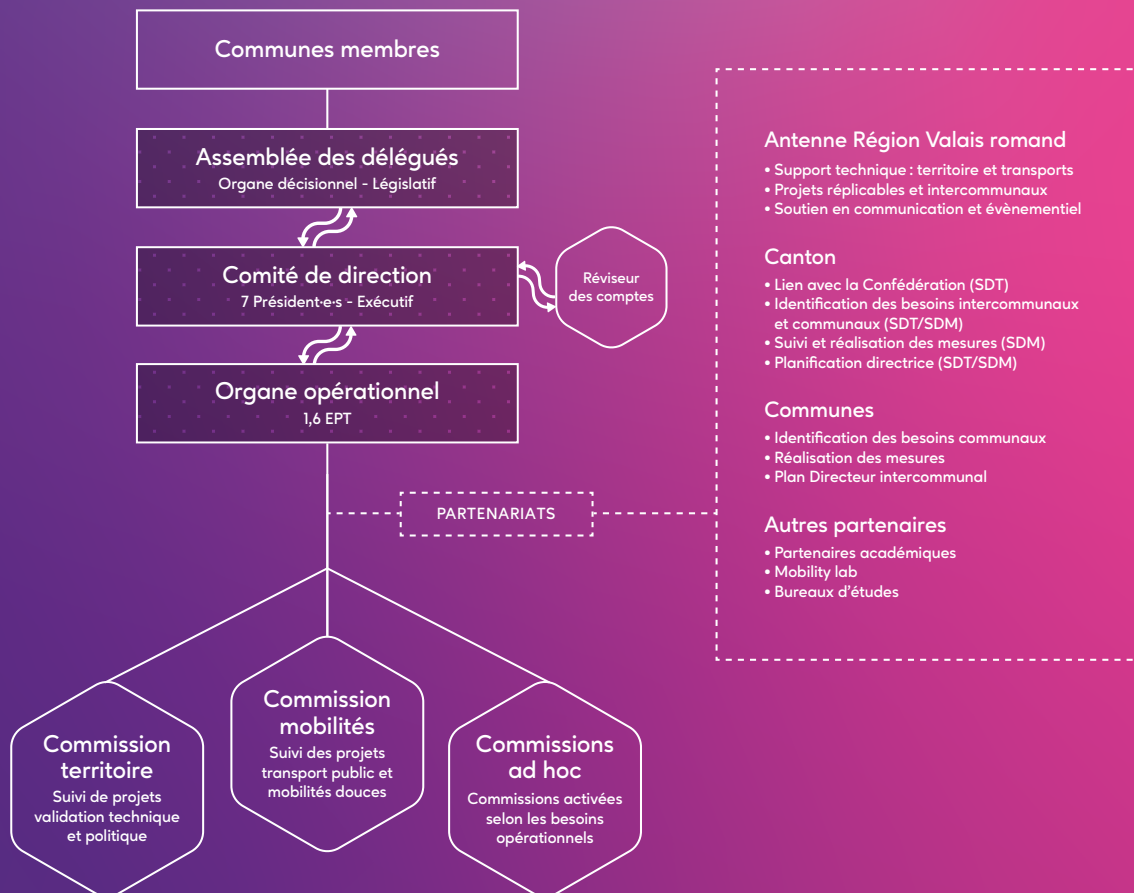 Communes membres
Assemblée des délégués
Organe décisionnel - Législatif
Comité de direction
7 Président·e·s - Exécutif
Réviseur
des comptes
Organe opérationnel
1,6 EPT
PARTENARIATS
Commission
territoire
Suivi de projets
validation technique
et politique
Commission
mobilités
Suivi des projets
transport public et
mobilités douces
Commissions
ad hoc
Commissions activées
selon les besoins
opérationnels
Antenne Région Valais romand
• Support technique : territoire et transports
• Projets réplicables et intercommunaux
• Soutien en communication et évènementiel
Canton
• Lien avec la Confédération (SDT)
• Identification des besoins intercommunaux
et communaux (SDT/SDM)
• Suivi et réalisation des mesures (SDM)
• Planification directrice (SDT/SDM)
Communes
• Identification des besoins communaux
• Réalisation des mesures
• Plan Directeur intercommunal
Autres partenaires
• Partenaires académiques
• Mobility lab
• Bureaux d'études